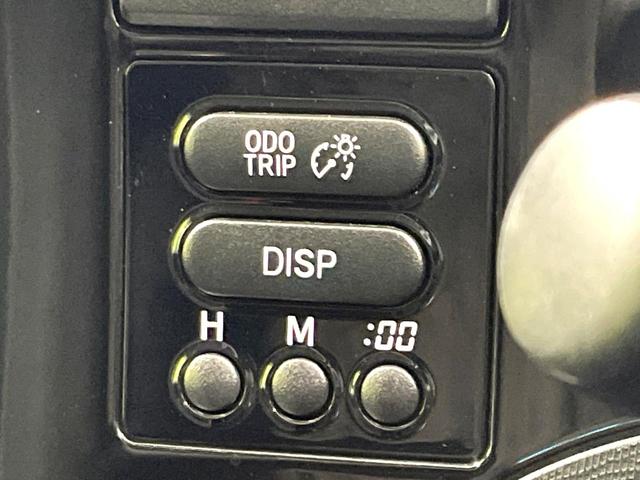 ODO
TRIP
DISP
H M :00